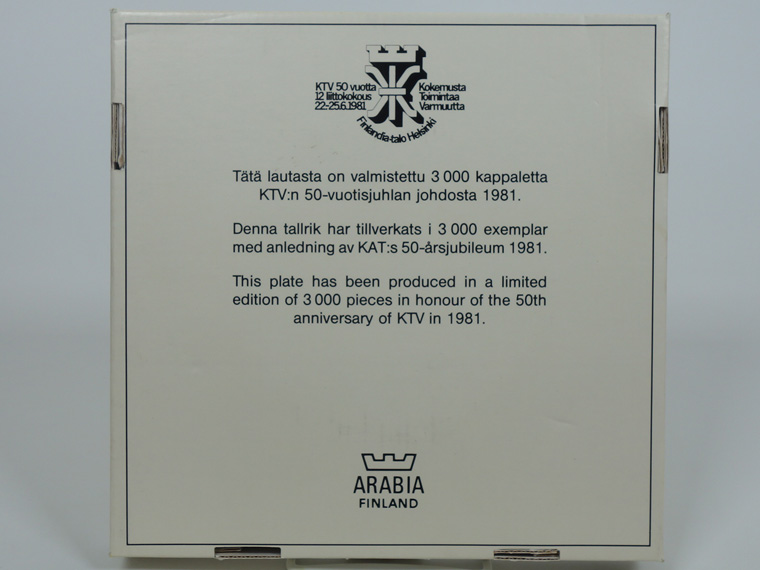 KTV 50 vuotta
12 liittokokous
22-25.6.1981
Kokemusta
Toimintaa
Varmuutta
Finlandia-talo Helsinki
Tätä lautasta on valmistettu 3 000 kappaletta
KTV:n 50-vuotisjuhlan johdosta 1981.
Denna tallrik har tillverkats i 3 000 exemplar
med anledning av KAT:s 50-årsjubileum 1981.
This plate has been produced in a limited
edition of 3 000 pieces in honour of the 50th
anniversary of KTV in 1981.
ARABIA
FINLAND